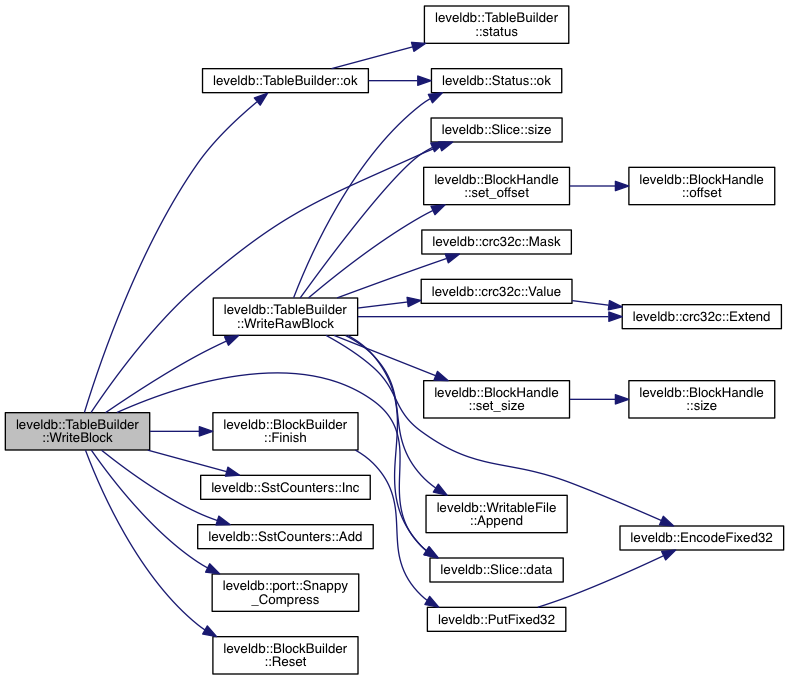 leveldb::TableBuilder
::status
leveldb::TableBuilder::ok
leveldb::Status::ok
leveldb::Slice::size
leveldb::BlockHandle
::set_offset
leveldb::BlockHandle
::offset
leveldb::crc32c::Mask
leveldb::crc32c::Value
leveldb::TableBuilder
::WriteRawBlock
leveldb::crc32c::Extend
leveldb::BlockHandle
::set_size
leveldb::BlockHandle
::size
leveldb::TableBuilder
::WriteBlock
leveldb::BlockBuilder
::Finish
leveldb::SstCounters::Inc
leveldb::WritableFile
::Append
leveldb::SstCounters::Add
leveldb::EncodeFixed32
leveldb::Slice::data
leveldb::port::Snappy
_Compress
leveldb::PutFixed32
leveldb::BlockBuilder
::Reset